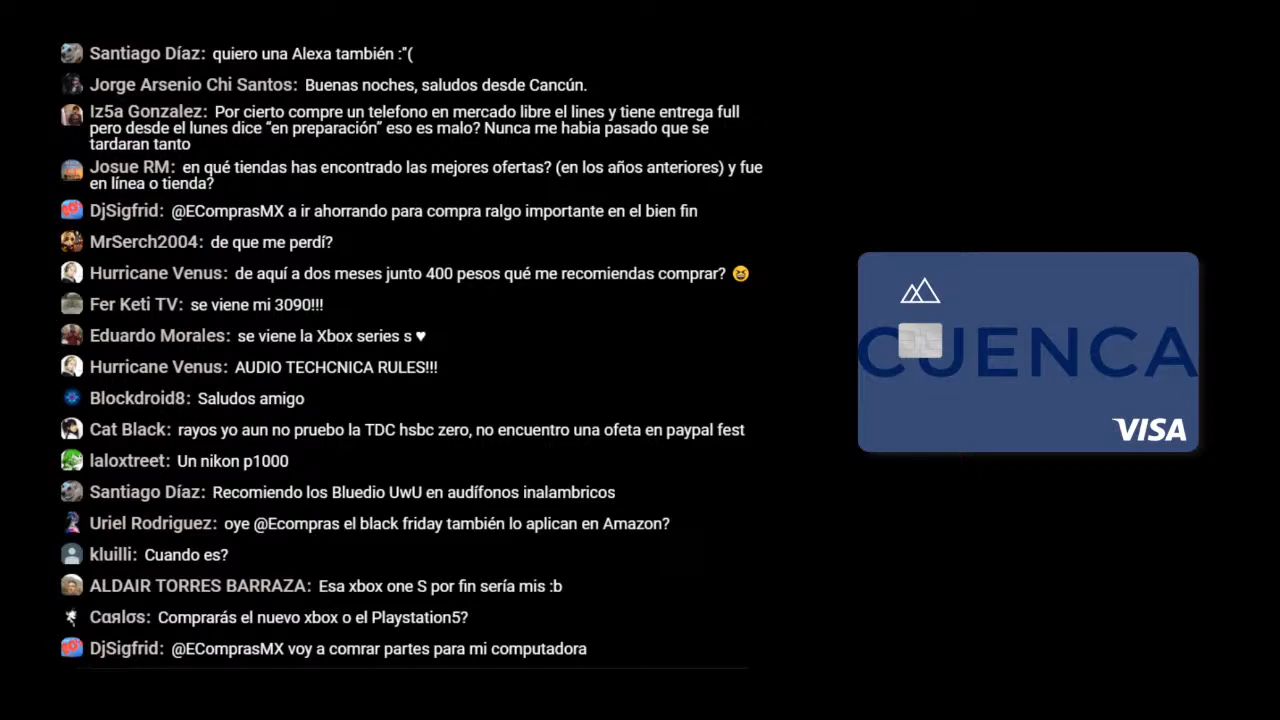 Santiago Díaz: quiero una Alexa también :"(
Jorge Arsenio Chi Santos: Buenas noches, saludos desde Cancún.
Iz5a Gonzalez: Por cierto compre un telefono en mercado libre el lines y tiene entrega full
pero desde el lunes dice “en preparación” eso es malo? Nunca me habia pasado que se
tardaran tanto
Josue RM: en qué tiendas has encontrado las mejores ofertas? (en los años anteriores) y fue
en línea o tienda?
DjSigfrid: @EComprasMX a ir ahorrando para compra ralgo importante en el bien fin
MrSerch2004: de que me perdí?
Hurricane Venus: de aquí a dos meses junto 400 pesos qué me recomiendas comprar? 😆
Fer Keti TV: se viene mi 3090!!!
Eduardo Morales: se viene la Xbox series s ♥
Hurricane Venus: AUDIO TECHCNICA RULES!!!
Blockdroid8: Saludos amigo
Cat Black: rayos yo aun no pruebo la TDC hsbc zero, no encuentro una ofeta en paypal fest
laloxtreet: Un nikon p1000
Santiago Díaz: Recomiendo los Bluedio UwU en audífonos inalambricos
Uriel Rodriguez: oye @Ecompras el black friday también lo aplican en Amazon?
kluilli: Cuando es?
ALDAIR TORRES BARRAZA: Esa xbox one S por fin sería mis :b
Cαяlσs: Comprarás el nuevo xbox o el Playstation5?
DjSigfrid: @EComprasMX voy a comrar partes para mi computadora
CUENCA
VISA